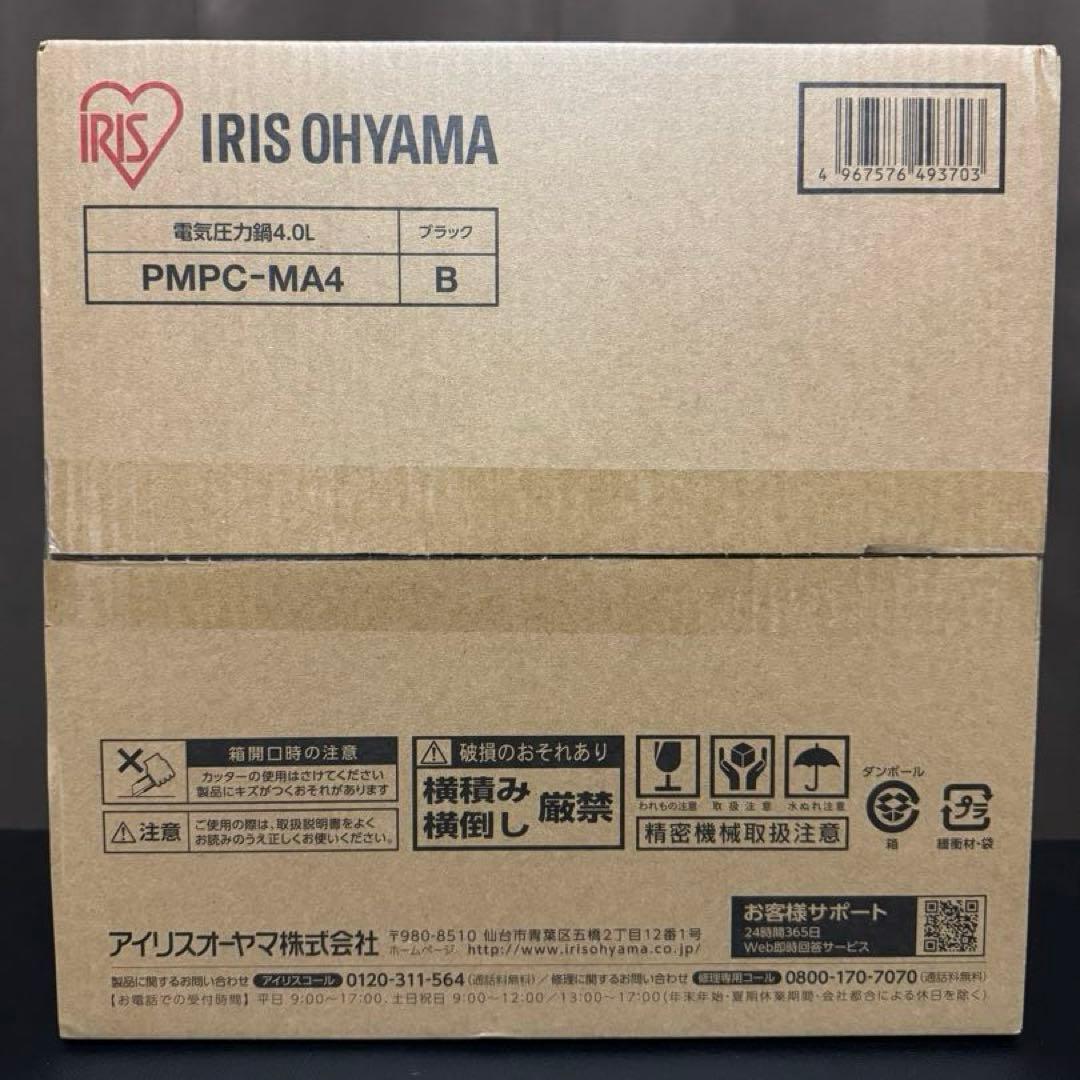 IRIS
IRIS OHYAMA
4 967576 493703
電気圧力鍋4.0L
ブラック
PMPC-MA4
B
箱開口時の注意
カッターの使用はさけてください
製品にキズがつくおそれがあります
注意
ご使用の際は、取扱説明書をよく
お読みのうえ正しくお使いください。
破損のおそれあり
横積み
横倒し
厳禁
われもの注意
取扱注意
水ぬれ注意
精密機械取扱注意
ダンボール
箱
プラ
緩衝材・袋
お客様サポート
24時間365日
Web即時回答サービス
アイリスオーヤマ株式会社
〒980-8510 仙台市青葉区五橋2丁目12番1号
ホームページ http://www.irisohyama.co.jp/
製品に関するお問い合わせ アイリスコール 0120-311-564(通話料無料)/修理に関するお問い合わせ 修理専用コール 0800-170-7070(通話料無料)
【お電話での受付時間】平日 9:00~17:00、土日祝日 9:00~12:00/13:00~17:00(年末年始・夏期休業期間・会社都合による休日を除く)